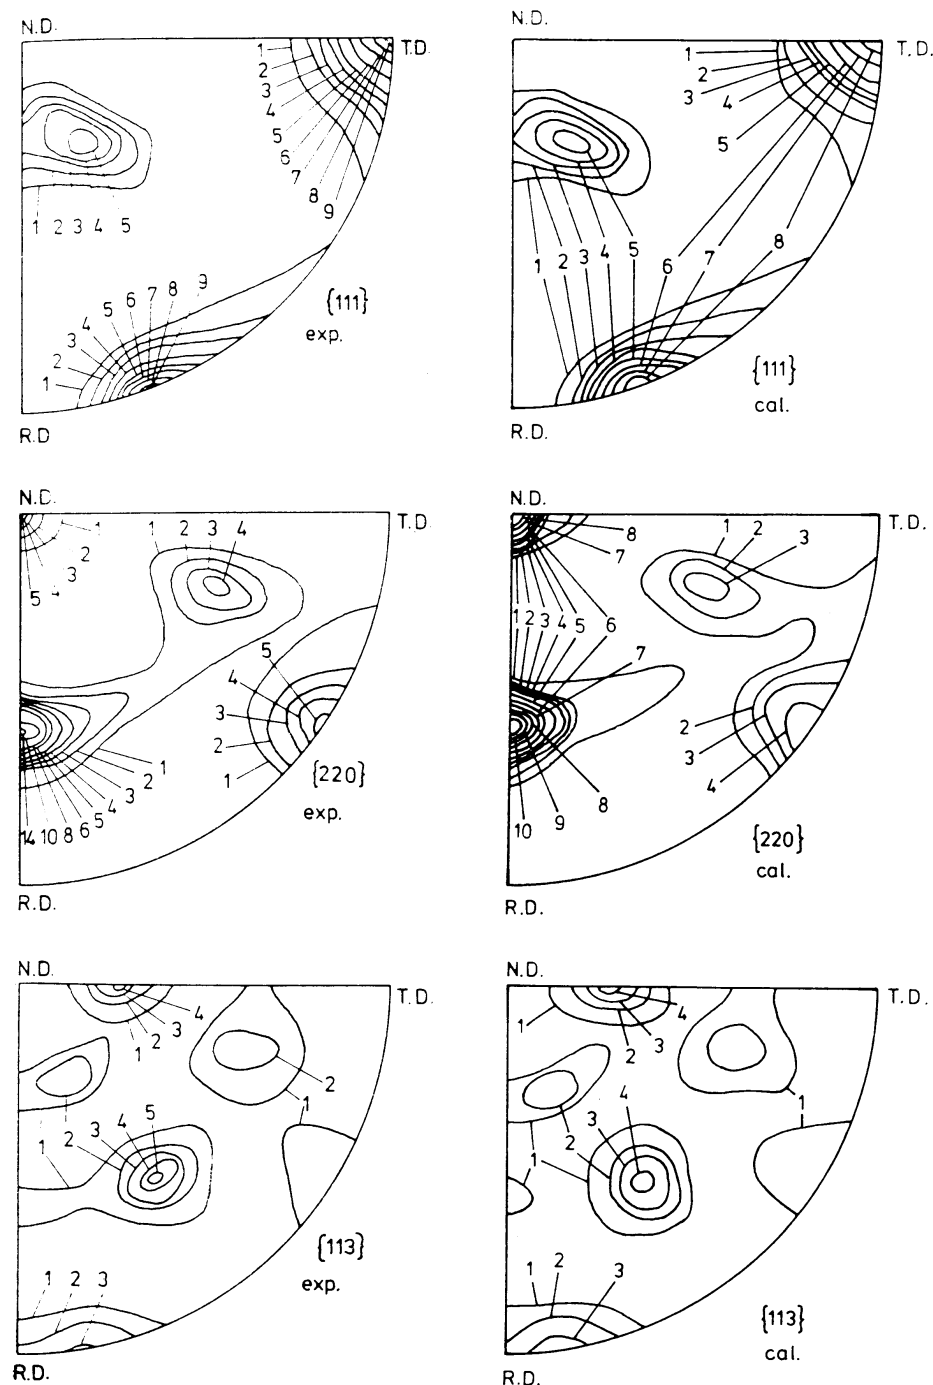 N.D.
T.D.
1
2
3
4
5
6
7
8
9
1 2 3 4 5
1 2 3 4 5 6 7 8 9
{111}
exp.
R.D
N.D.
T.D.
1
2
3
4
5
1 2 3 4 5 6 7 8
{111}
cal.
R.D.
N.D.
T.D.
1
2
3
4
5
1 2 3 4
5
4
3
2
1
1
2
3
4
5
6
8
10
14
{220}
exp.
R.D.
N.D.
T.D.
8
7
1 2 3
1 2 3 4 5 6
7
8
9
10
2
3
4
{220}
cal.
R.D.
N.D.
T.D.
4
3
2
1
2
1
5
4
3
2
1
1 2 3
{113}
exp.
R.D.
N.D.
T.D.
1
4
3
2
1
4
3
2
1
1 2 3
{113}
cal.
R.D.